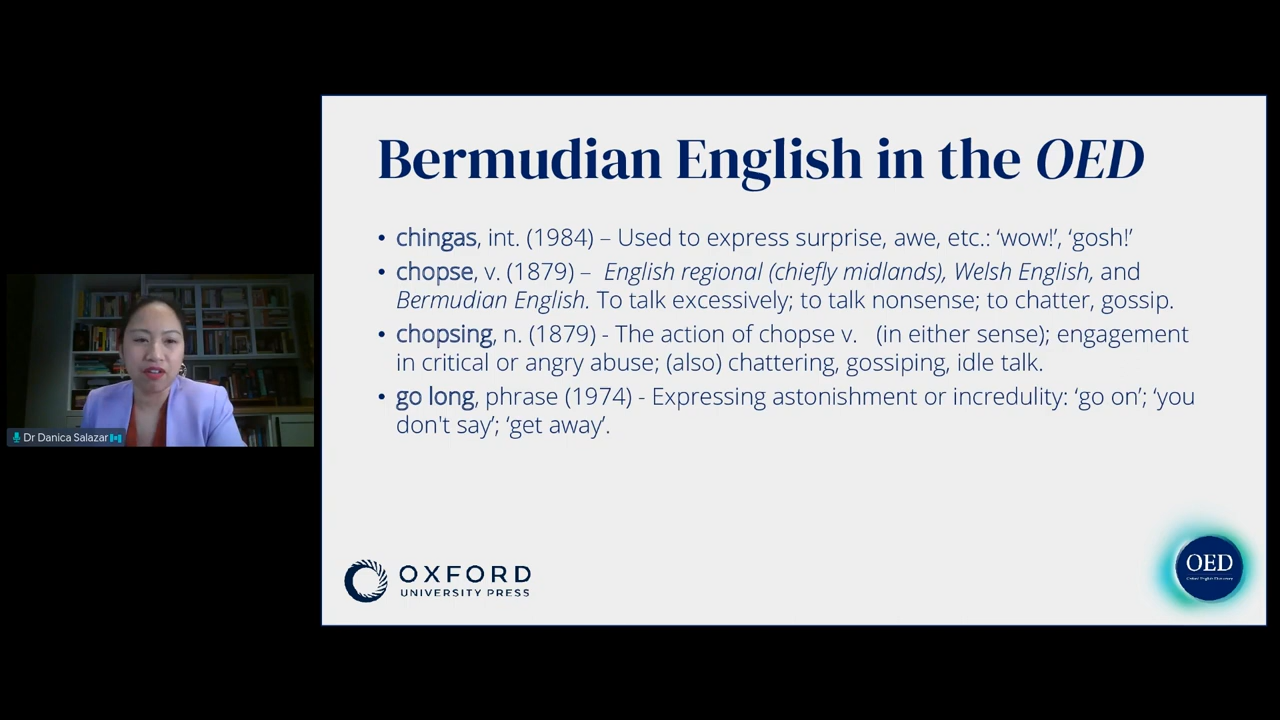 Bermudian English in the OED
• chingas, int. (1984) – Used to express surprise, awe, etc.: ‘wow!’, ‘gosh!’
• chopse, v. (1879) – English regional (chiefly midlands), Welsh English, and
Bermudian English. To talk excessively; to talk nonsense; to chatter, gossip.
• chopsing, n. (1879) - The action of chopse v. (in either sense); engagement
in critical or angry abuse; (also) chattering, gossiping, idle talk.
• go long, phrase (1974) - Expressing astonishment or incredulity: ‘go on’; ‘you
don't say’; ‘get away’.
Dr Danica Salazar
OXFORD
UNIVERSITY PRESS
OED
Oxford English Dictionary